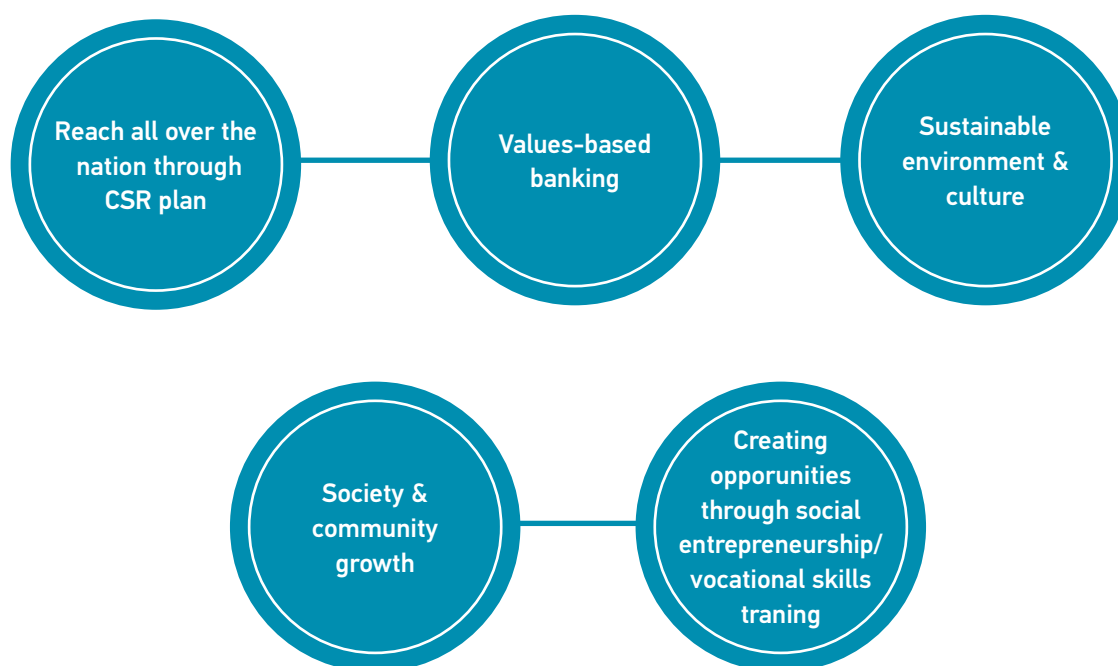 Reach all over the
nation through
CSR plan
Values-based
banking
Sustainable
environment &
culture
Society &
community
growth
Creating
opporunities
through social
entrepreneurship/
vocational skills
traning